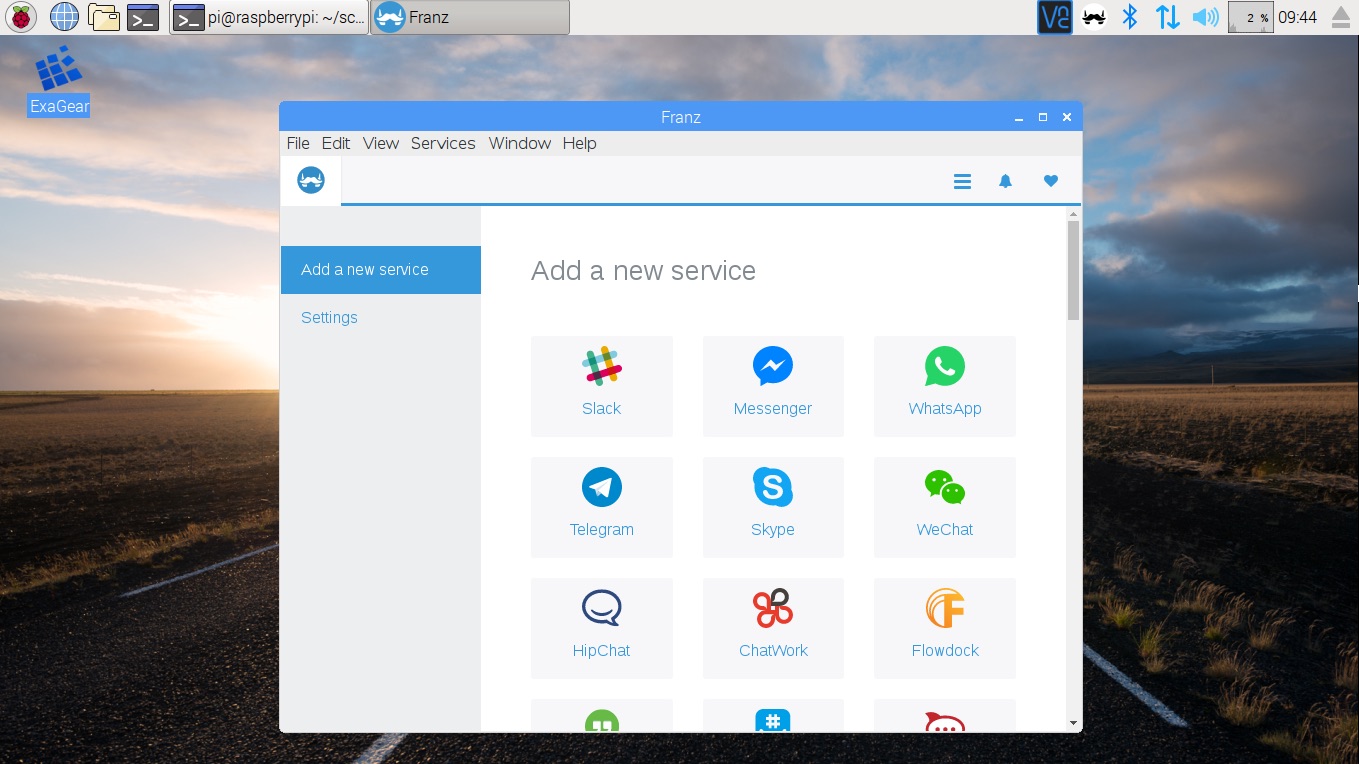 pi@raspberrypi: ~/sc...
Franz
2 %
09:44
ExaGear
Franz
File Edit View Services Window Help
Add a new service
Settings
Add a new service
Slack
Messenger
WhatsApp
Telegram
Skype
WeChat
HipChat
ChatWork
Flowdock